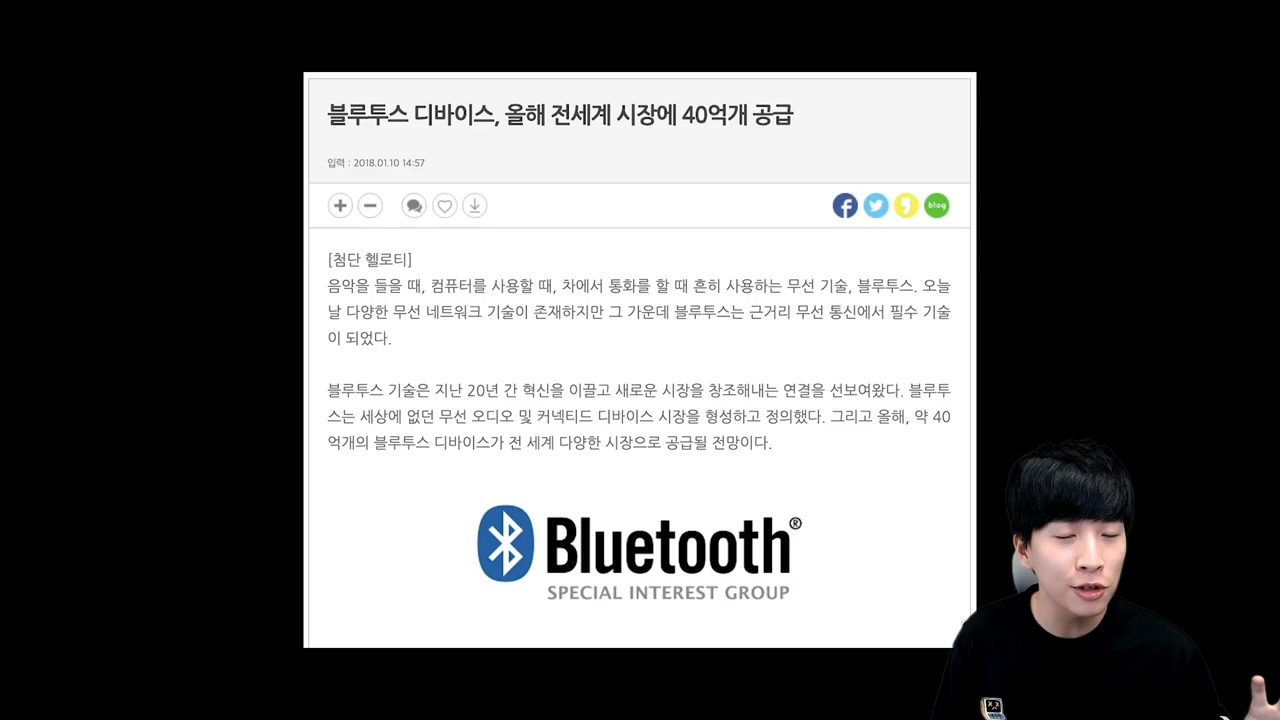 블루투스 디바이스, 올해 전세계 시장에 40억개 공급
입력 : 2018.01.10 14:57
blog
[첨단 헬로티]
음악을 들을 때, 컴퓨터를 사용할 때, 차에서 통화를 할 때 흔히 사용하는 무선 기술, 블루투스. 오늘
날 다양한 무선 네트워크 기술이 존재하지만 그 가운데 블루투스는 근거리 무선 통신에서 필수 기술
이 되었다.
블루투스 기술은 지난 20년 간 혁신을 이끌고 새로운 시장을 창조해내는 연결을 선보여왔다. 블루투
스는 세상에 없던 무선 오디오 및 커넥티드 디바이스 시장을 형성하고 정의했다. 그리고 올해, 약 40
억개의 블루투스 디바이스가 전 세계 다양한 시장으로 공급될 전망이다.
Bluetooth®
SPECIAL INTEREST GROUP